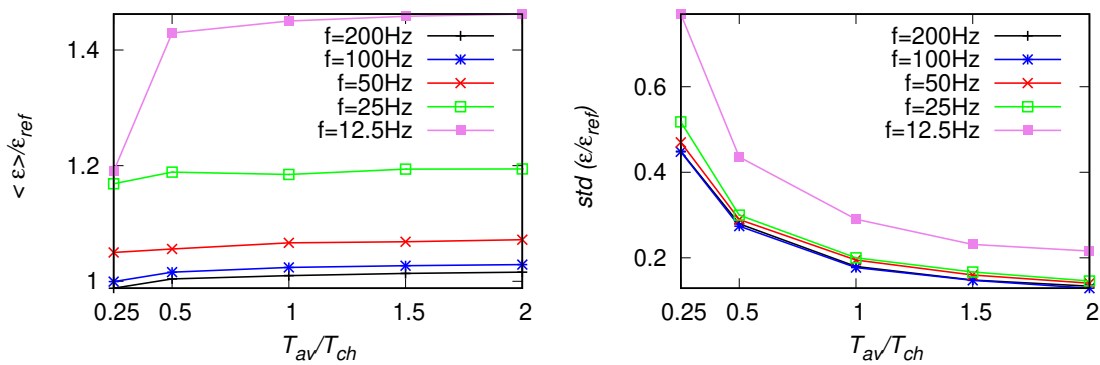 1.4
1.2
1
0.25
0.5
1
1.5
2
< ε>/ε_ref
T_av/T_ch
f=200Hz
f=100Hz
f=50Hz
f=25Hz
f=12.5Hz
0.6
0.4
0.2
0.25
0.5
1
1.5
2
std (ε/ε_ref)
T_av/T_ch
f=200Hz
f=100Hz
f=50Hz
f=25Hz
f=12.5Hz